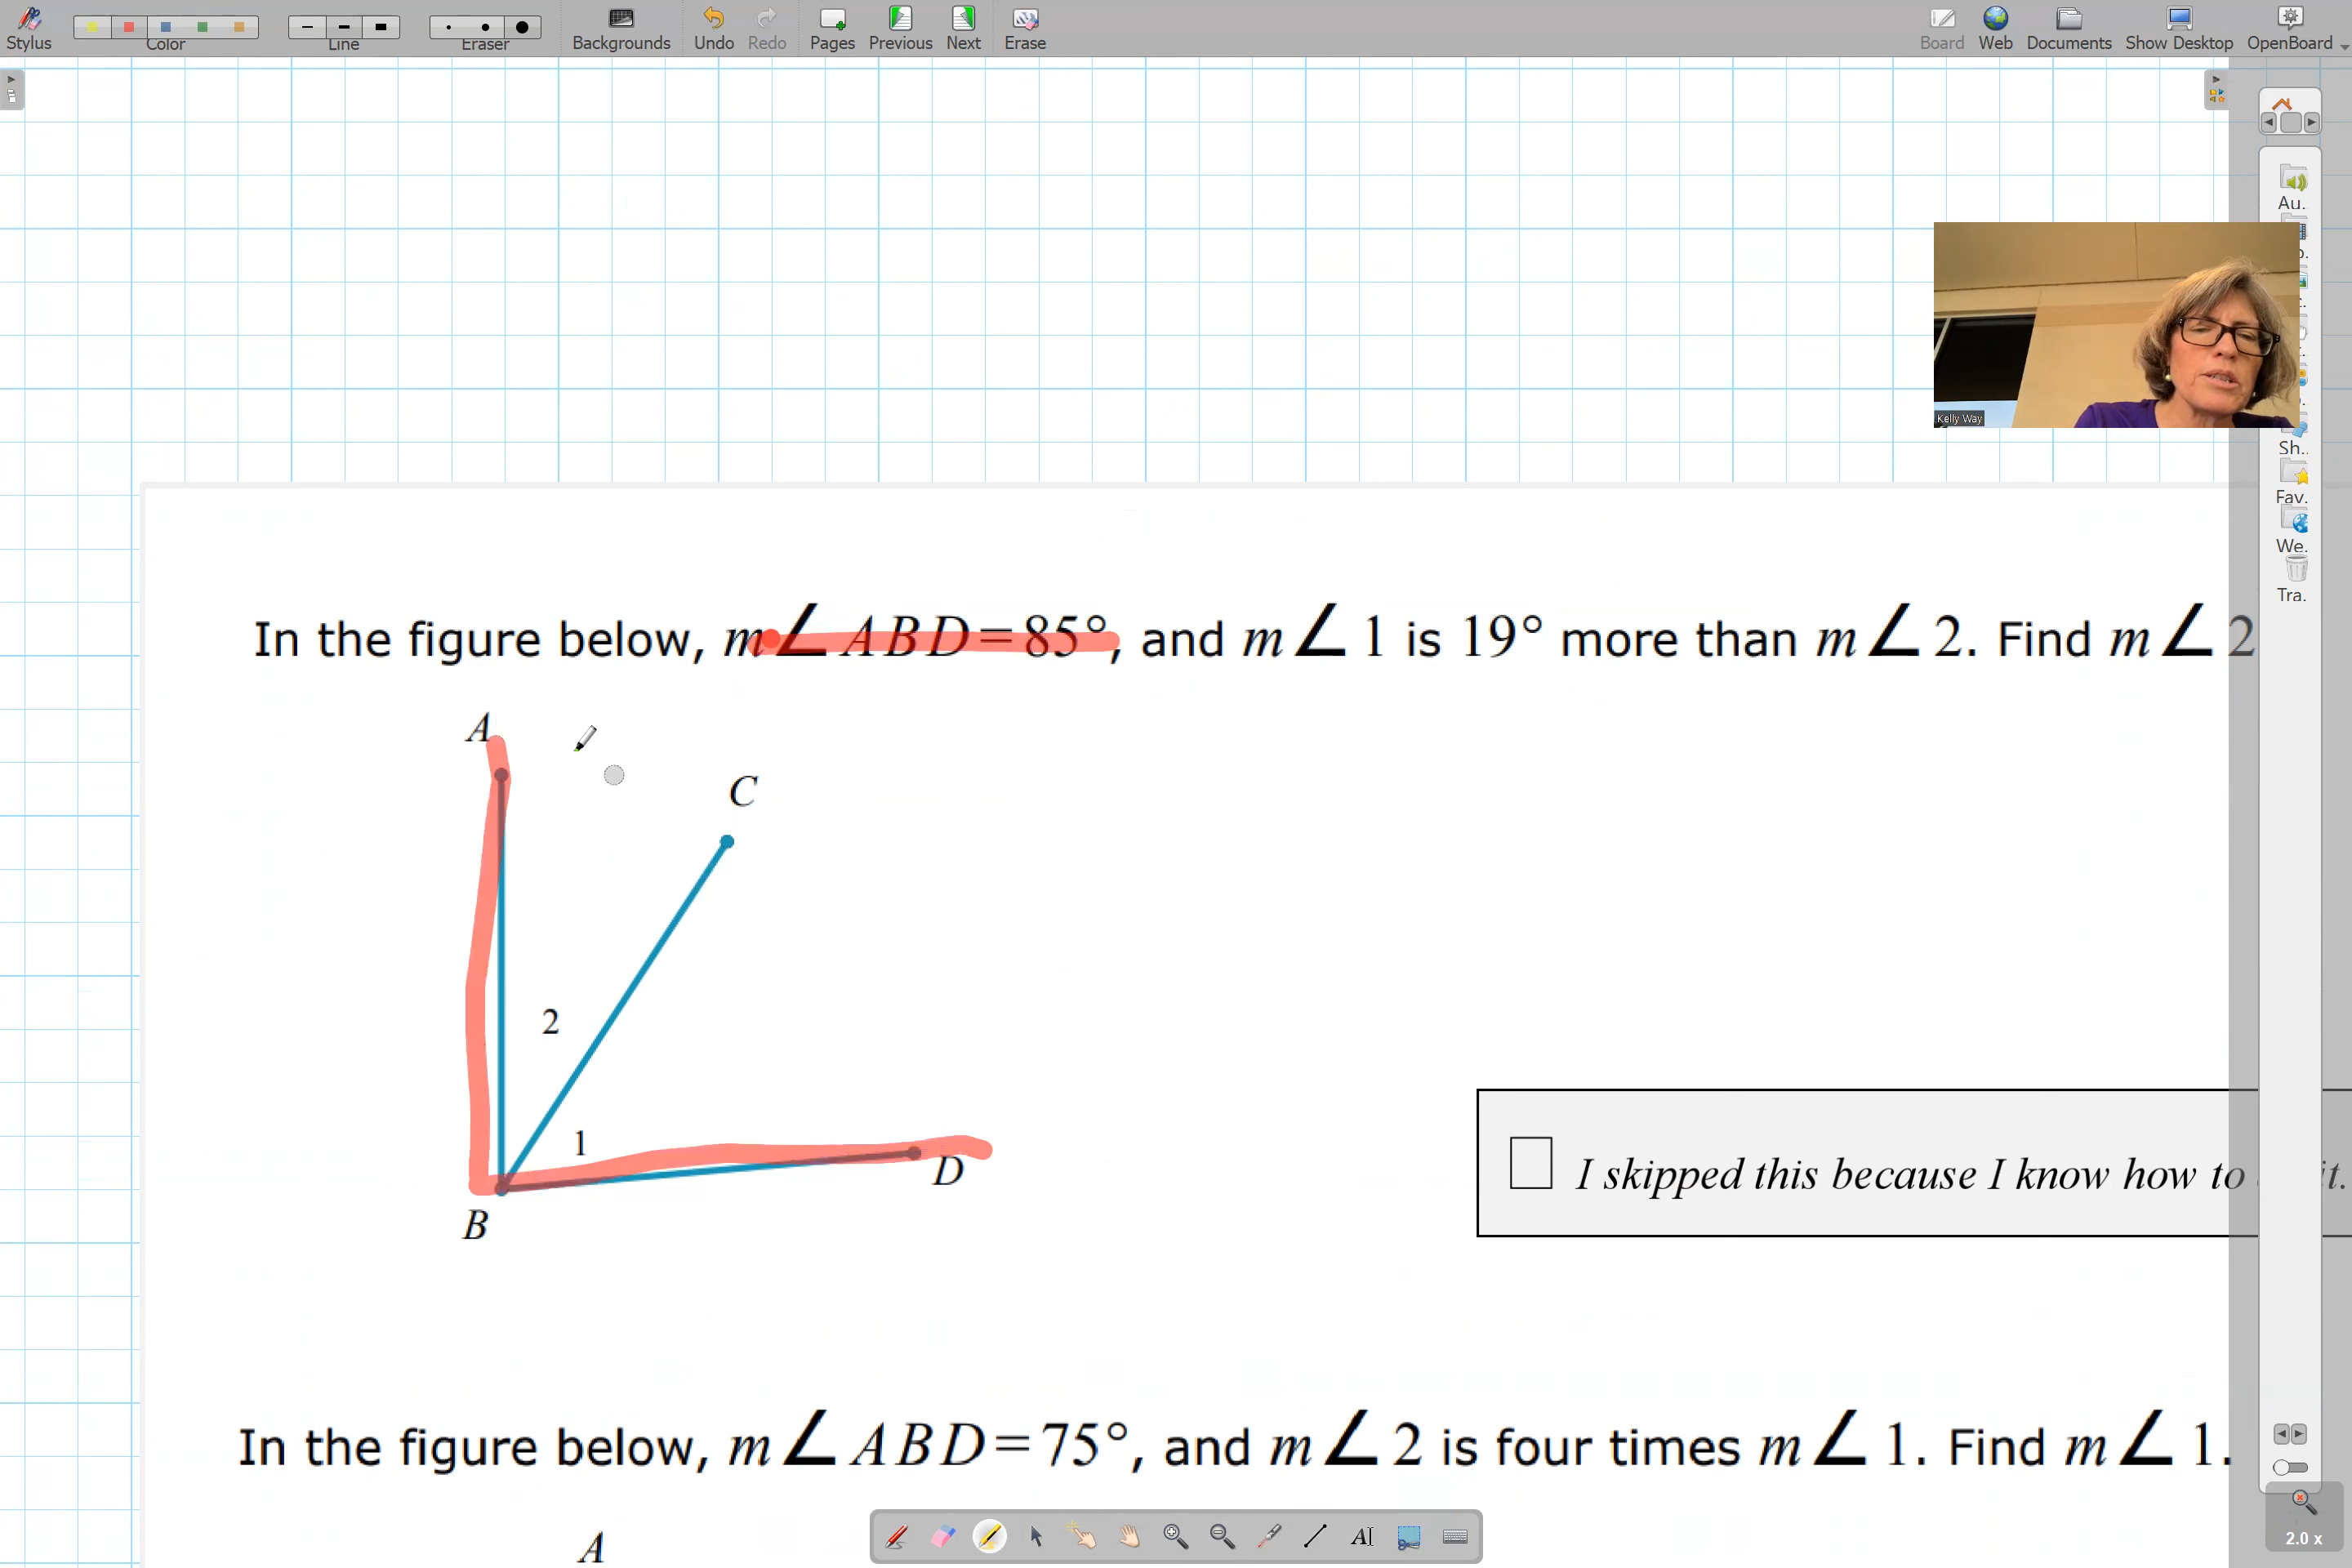 Stylus Color Line Eraser Backgrounds Undo Redo Pages Previous Next Erase Board Web Documents Show Desktop OpenBoard
Au.
Kelly Way
Sh..
Fav.
We.
Tra.
In the figure below, m∠ABD=85°, and m∠1 is 19° more than m∠2. Find m∠2
A
C
2
1
D
B
I skipped this because I know how to it.
In the figure below, m∠ABD=75°, and m∠2 is four times m∠1. Find m∠1.
A
2.0 x